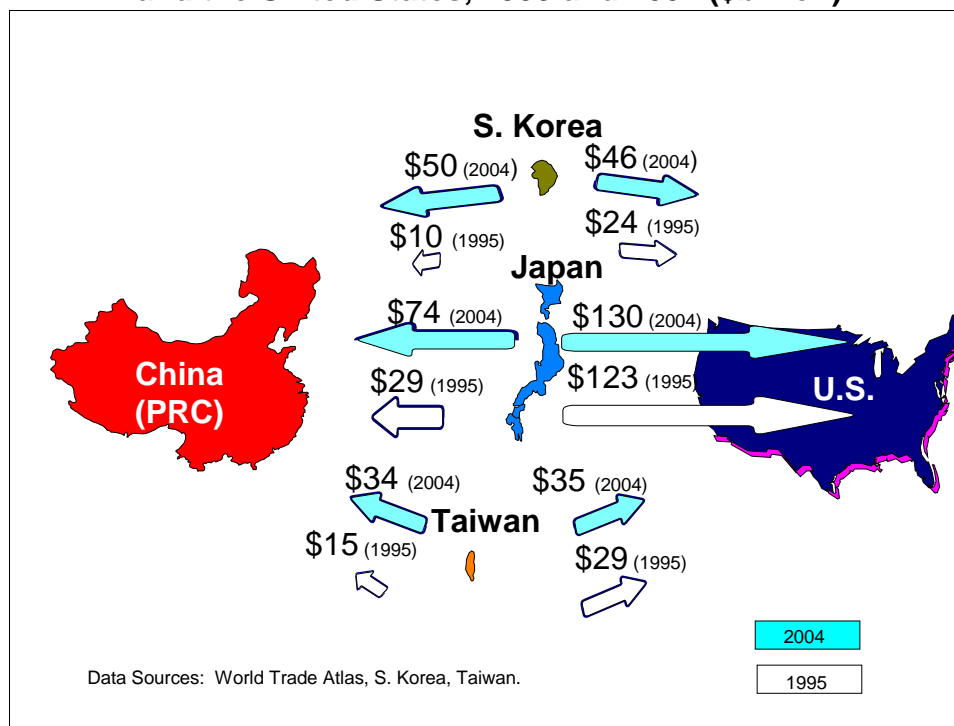 S. Korea
$50 (2004)
$46 (2004)
$10 (1995)
$24 (1995)
Japan
$74 (2004)
$130 (2004)
China
(PRC)
$29 (1995)
$123 (1995)
U.S.
$34 (2004)
$35 (2004)
Taiwan
$15 (1995)
$29 (1995)
2004
Data Sources: World Trade Atlas, S. Korea, Taiwan.
1995